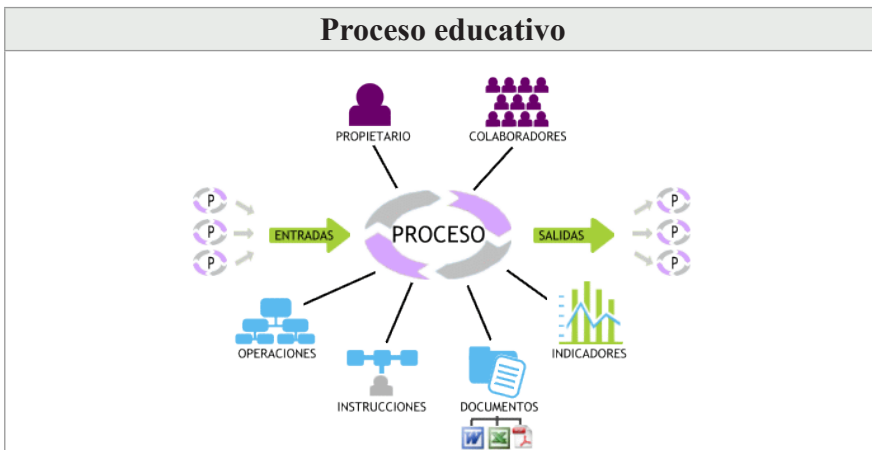 Proceso educativo
PROPIETARIO
COLABORADORES
P
P
P
ENTRADAS
PROCESO
SALIDAS
P
P
P
OPERACIONES
INDICADORES
INSTRUCCIONES
DOCUMENTOS
W
X